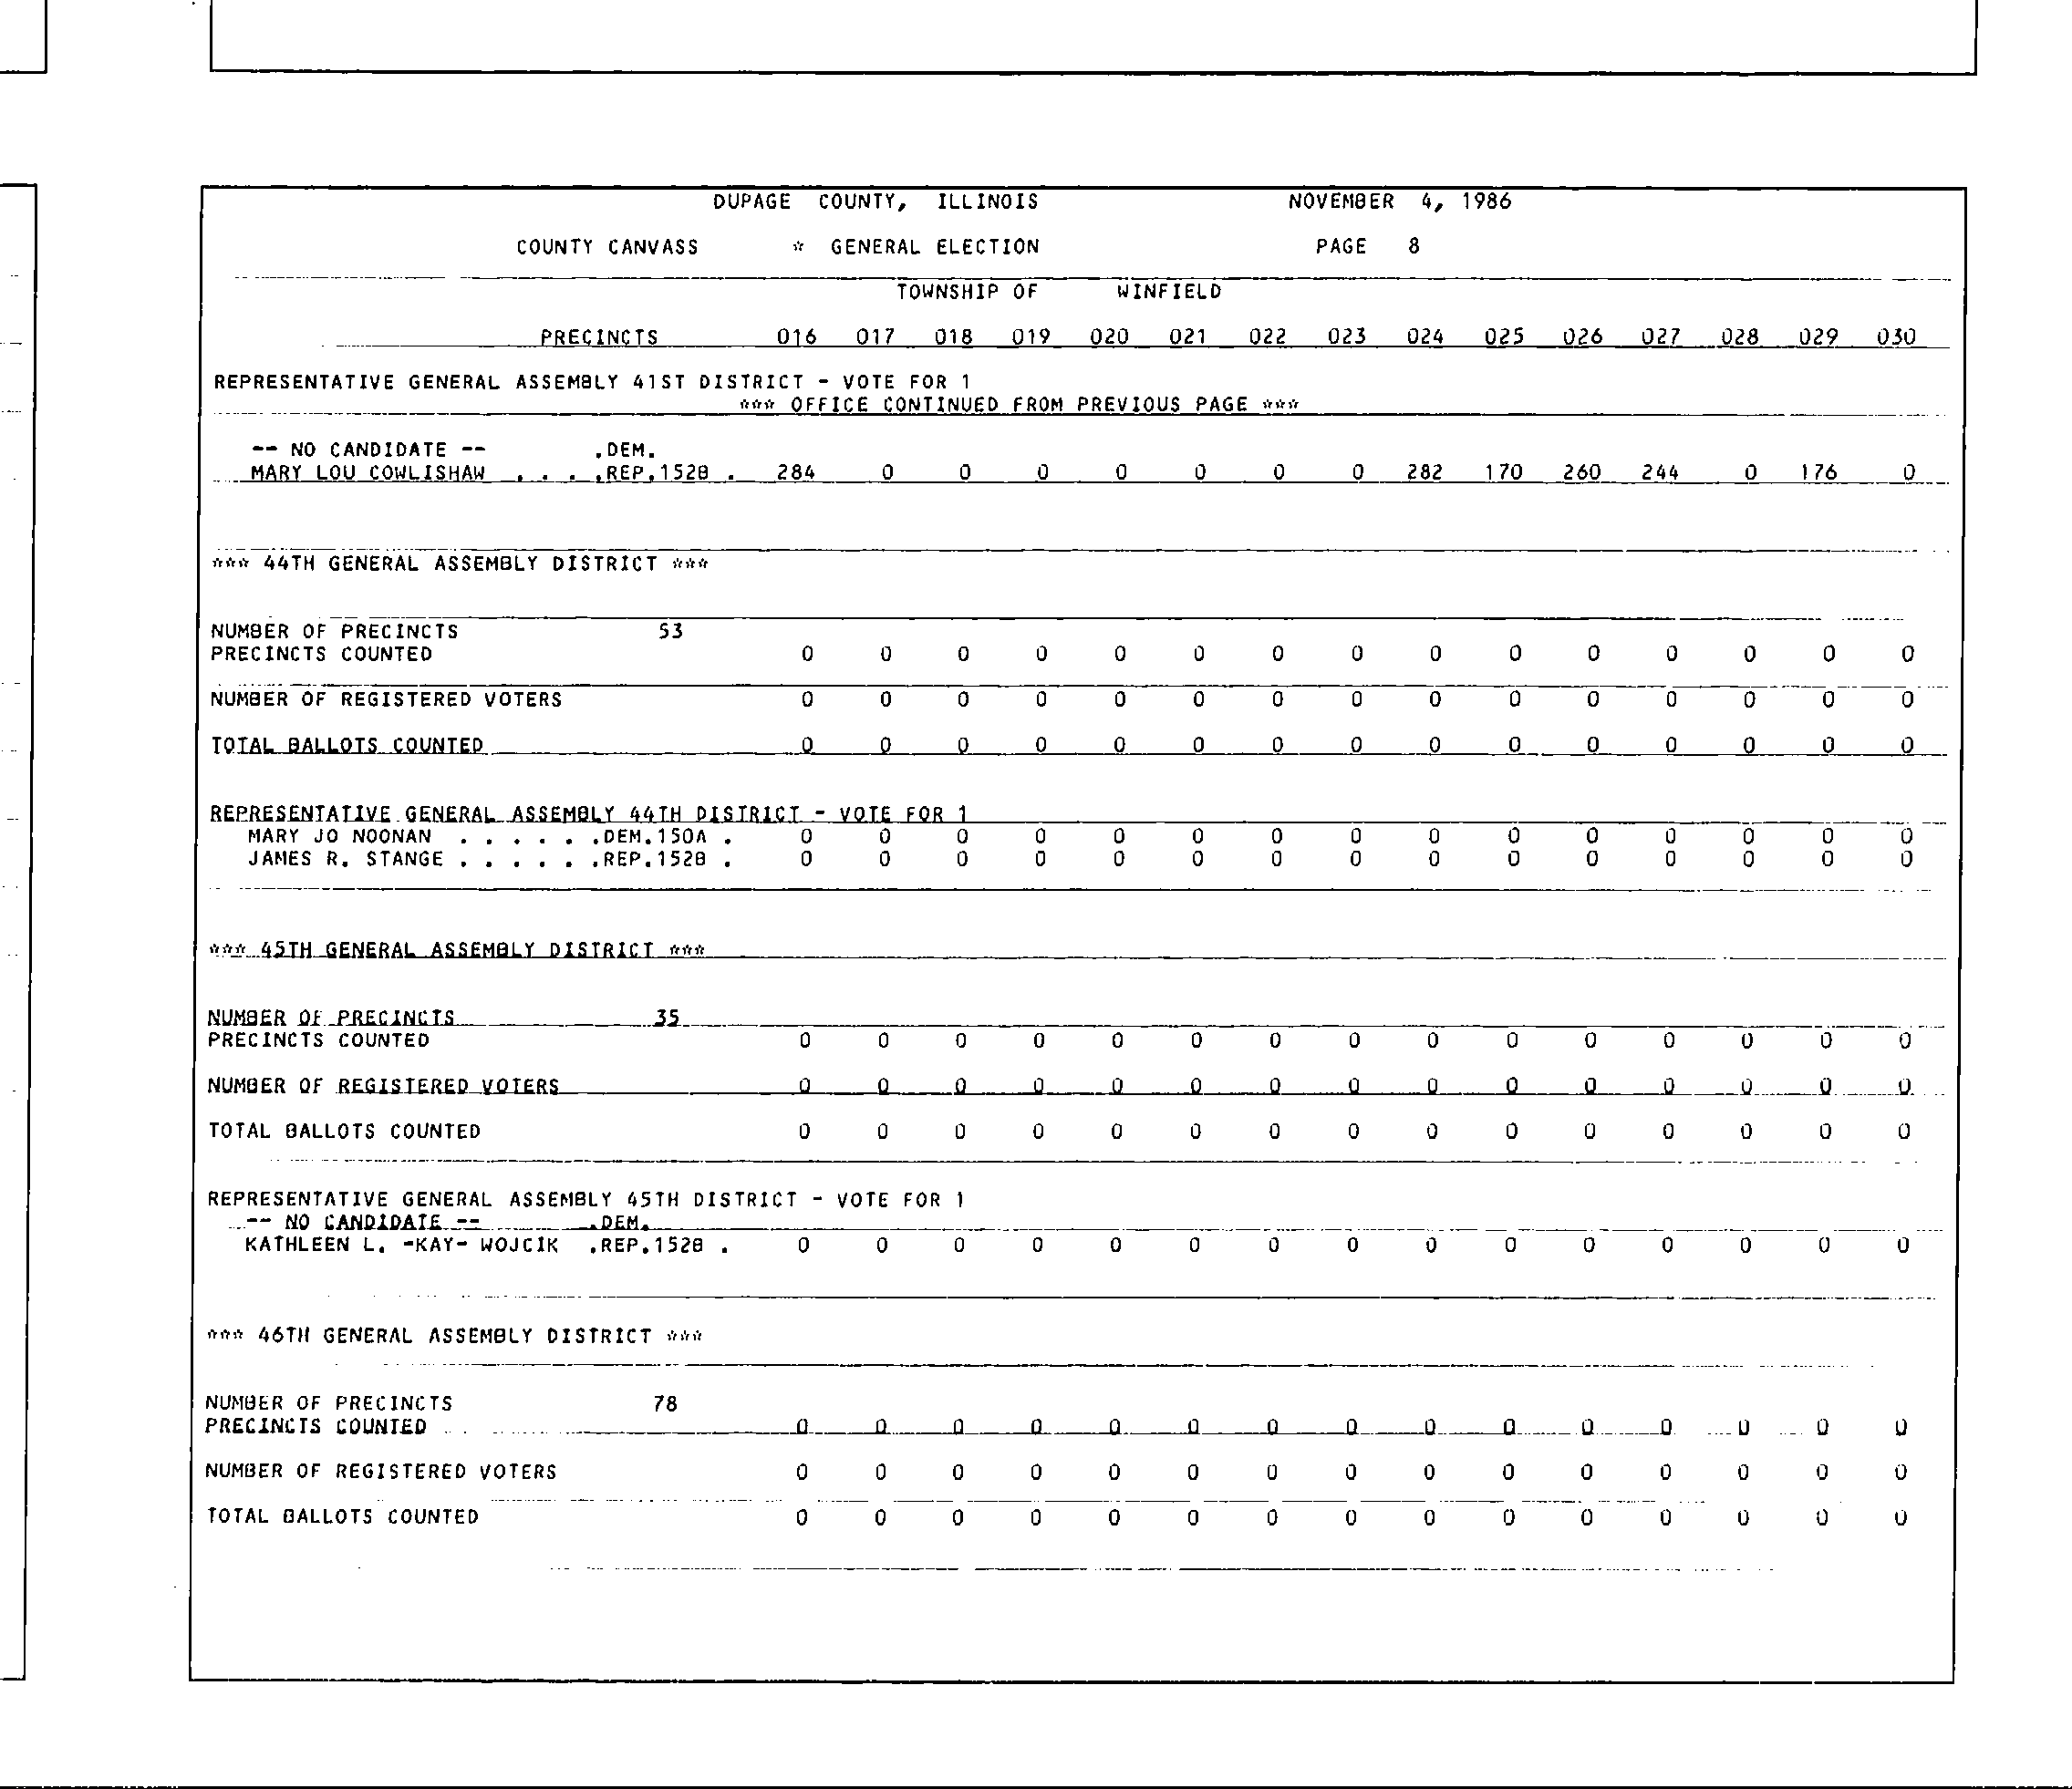 DUPAGE COUNTY, ILLINOIS NOVEMBER 4, 1986
COUNTY CANVASS * GENERAL ELECTION PAGE 8
TOWNSHIP OF WINFIELD
PRECINCTS 016 017 018 019 020 021 022 023 024 025 026 027 028 029 030
REPRESENTATIVE GENERAL ASSEMBLY 41ST DISTRICT - VOTE FOR 1
*** OFFICE CONTINUED FROM PREVIOUS PAGE ***
-- NO CANDIDATE -- .DEM.
MARY LOU COWLISHAW . . . .REP.152B . 284 0 0 0 0 0 0 0 282 170 260 244 0 176 0
*** 44TH GENERAL ASSEMBLY DISTRICT ***
NUMBER OF PRECINCTS 53
PRECINCTS COUNTED 0 0 0 0 0 0 0 0 0 0 0 0 0 0 0
NUMBER OF REGISTERED VOTERS 0 0 0 0 0 0 0 0 0 0 0 0 0 0 0
TOTAL BALLOTS COUNTED 0 0 0 0 0 0 0 0 0 0 0 0 0 0 0
REPRESENTATIVE GENERAL ASSEMBLY 44TH DISTRICT - VOTE FOR 1
MARY JO NOONAN . . . . . .DEM.150A . 0 0 0 0 0 0 0 0 0 0 0 0 0 0 0
JAMES R. STANGE . . . . . .REP.152B . 0 0 0 0 0 0 0 0 0 0 0 0 0 0 0
*** 45TH GENERAL ASSEMBLY DISTRICT ***
NUMBER OF PRECINCTS 35
PRECINCTS COUNTED 0 0 0 0 0 0 0 0 0 0 0 0 0 0 0
NUMBER OF REGISTERED VOTERS 0 0 0 0 0 0 0 0 0 0 0 0 0 0 0
TOTAL BALLOTS COUNTED 0 0 0 0 0 0 0 0 0 0 0 0 0 0 0
REPRESENTATIVE GENERAL ASSEMBLY 45TH DISTRICT - VOTE FOR 1
-- NO CANDIDATE -- .DEM.
KATHLEEN L. -KAY- WOJCIK .REP.152B . 0 0 0 0 0 0 0 0 0 0 0 0 0 0 0
*** 46TH GENERAL ASSEMBLY DISTRICT ***
NUMBER OF PRECINCTS 78
PRECINCTS COUNTED 0 0 0 0 0 0 0 0 0 0 0 0 0 0 0
NUMBER OF REGISTERED VOTERS 0 0 0 0 0 0 0 0 0 0 0 0 0 0 0
TOTAL BALLOTS COUNTED 0 0 0 0 0 0 0 0 0 0 0 0 0 0 0